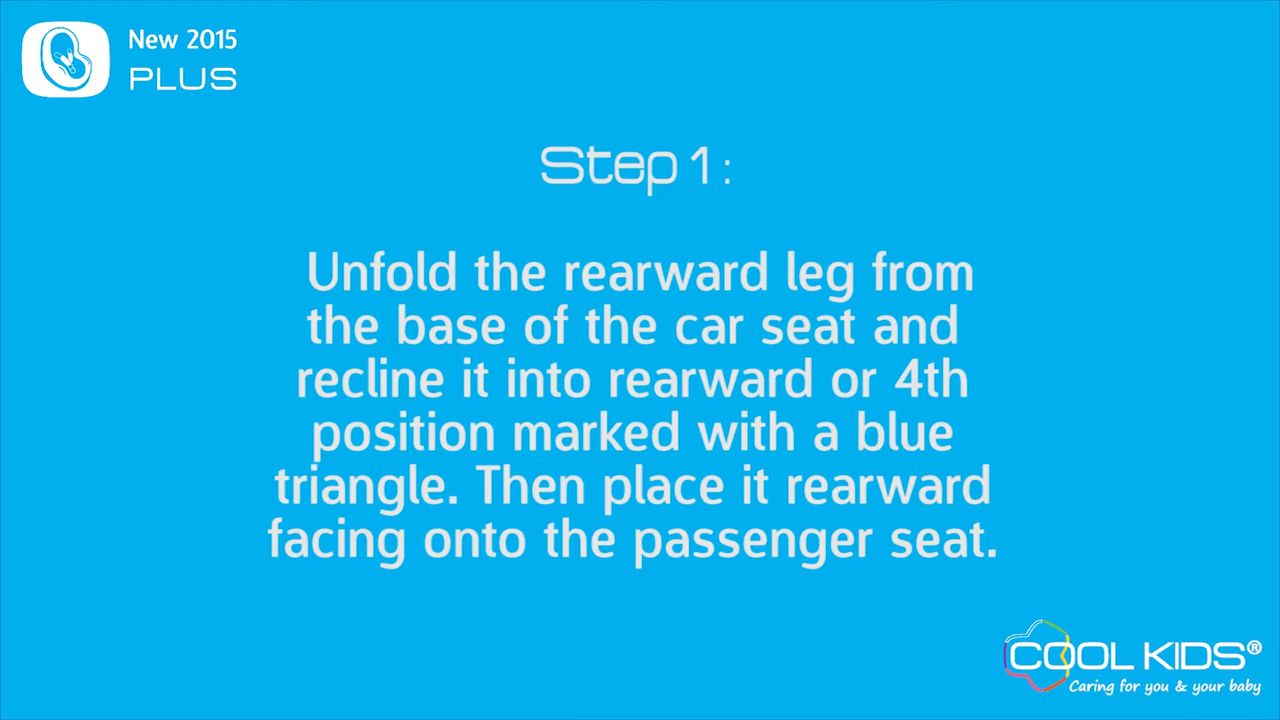 New 2015
PLUS
Step 1:
Unfold the rearward leg from
the base of the car seat and
recline it into rearward or 4th
position marked with a blue
triangle. Then place it rearward
facing onto the passenger seat.
COOL KIDS®
Caring for you & your baby